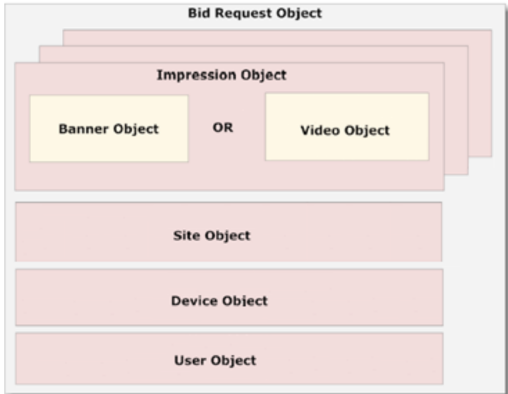 Bid Request Object
Impression Object
Banner Object OR Video Object
Site Object
Device Object
User Object